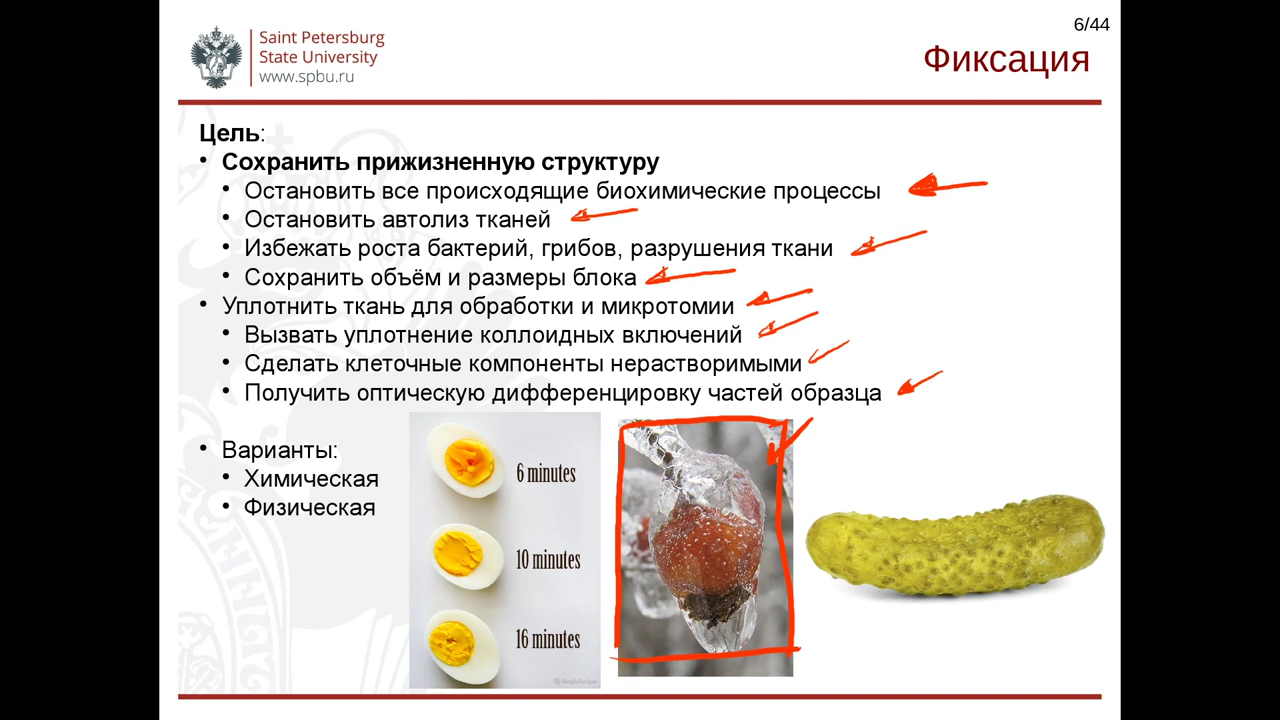 6/44
Saint Petersburg
State University
www.spbu.ru
Фиксация
Цель:
• Сохранить прижизненную структуру
• Остановить все происходящие биохимические процессы
• Остановить автолиз тканей
• Избежать роста бактерий, грибов, разрушения ткани
• Сохранить объём и размеры блока
• Уплотнить ткань для обработки и микротомии
• Вызвать уплотнение коллоидных включений
• Сделать клеточные компоненты нерастворимыми
• Получить оптическую дифференцировку частей образца
• Варианты:
• Химическая
• Физическая
6 minutes
10 minutes
16 minutes